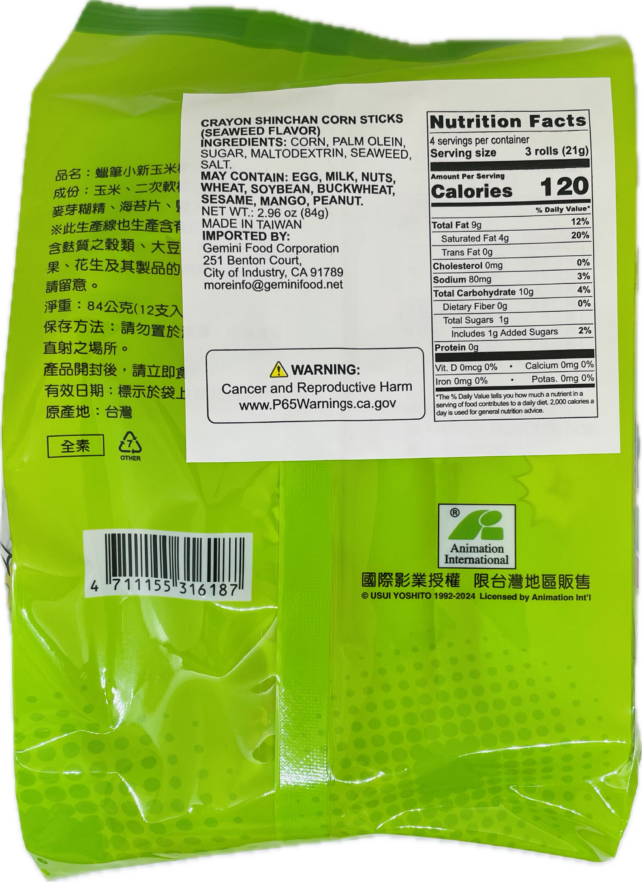 品名：蠟筆小新玉米
成份：玉米、二次軟
麥芽糊精、海苔片、
※此生產線也生產含
含麩質之穀類、大豆
果、花生及其製品的
請留意。
淨重：84公克(12支入
保存方法：請勿置於
直射之場所。
產品開封後，請立即
有效日期：標示於袋上
原產地：台灣
全素
7
OTHER
CRAYON SHINCHAN CORN STICKS
(SEAWEED FLAVOR)
INGREDIENTS: CORN, PALM OLEIN,
SUGAR, MALTODEXTRIN, SEAWEED,
SALT.
MAY CONTAIN: EGG, MILK, NUTS,
WHEAT, SOYBEAN, BUCKWHEAT,
SESAME, MANGO, PEANUT.
NET WT.: 2.96 oz (84g)
MADE IN TAIWAN
IMPORTED BY:
Gemini Food Corporation
251 Benton Court,
City of Industry, CA 91789
moreinfo@geminifood.net
WARNING:
Cancer and Reproductive Harm
www.P65Warnings.ca.gov
Nutrition Facts
4 servings per container
Serving size 3 rolls (21g)
Amount Per Serving
Calories 120
% Daily Value*
Total Fat 9g 12%
Saturated Fat 4g 20%
Trans Fat 0g
Cholesterol 0mg 0%
Sodium 80mg 3%
Total Carbohydrate 10g 4%
Dietary Fiber 0g 0%
Total Sugars 1g
Includes 1g Added Sugars 2%
Protein 0g
Vit. D 0mcg 0% • Calcium 0mg 0%
Iron 0mg 0% • Potas. 0mg 0%
*The % Daily Value tells you how much a nutrient in a
serving of food contributes to a daily diet. 2,000 calories a
day is used for general nutrition advice.
4 711155 316187
®
Animation
International
國際影業授權 限台灣地區販售
© USUI YOSHITO 1992-2024 Licensed by Animation Int'l